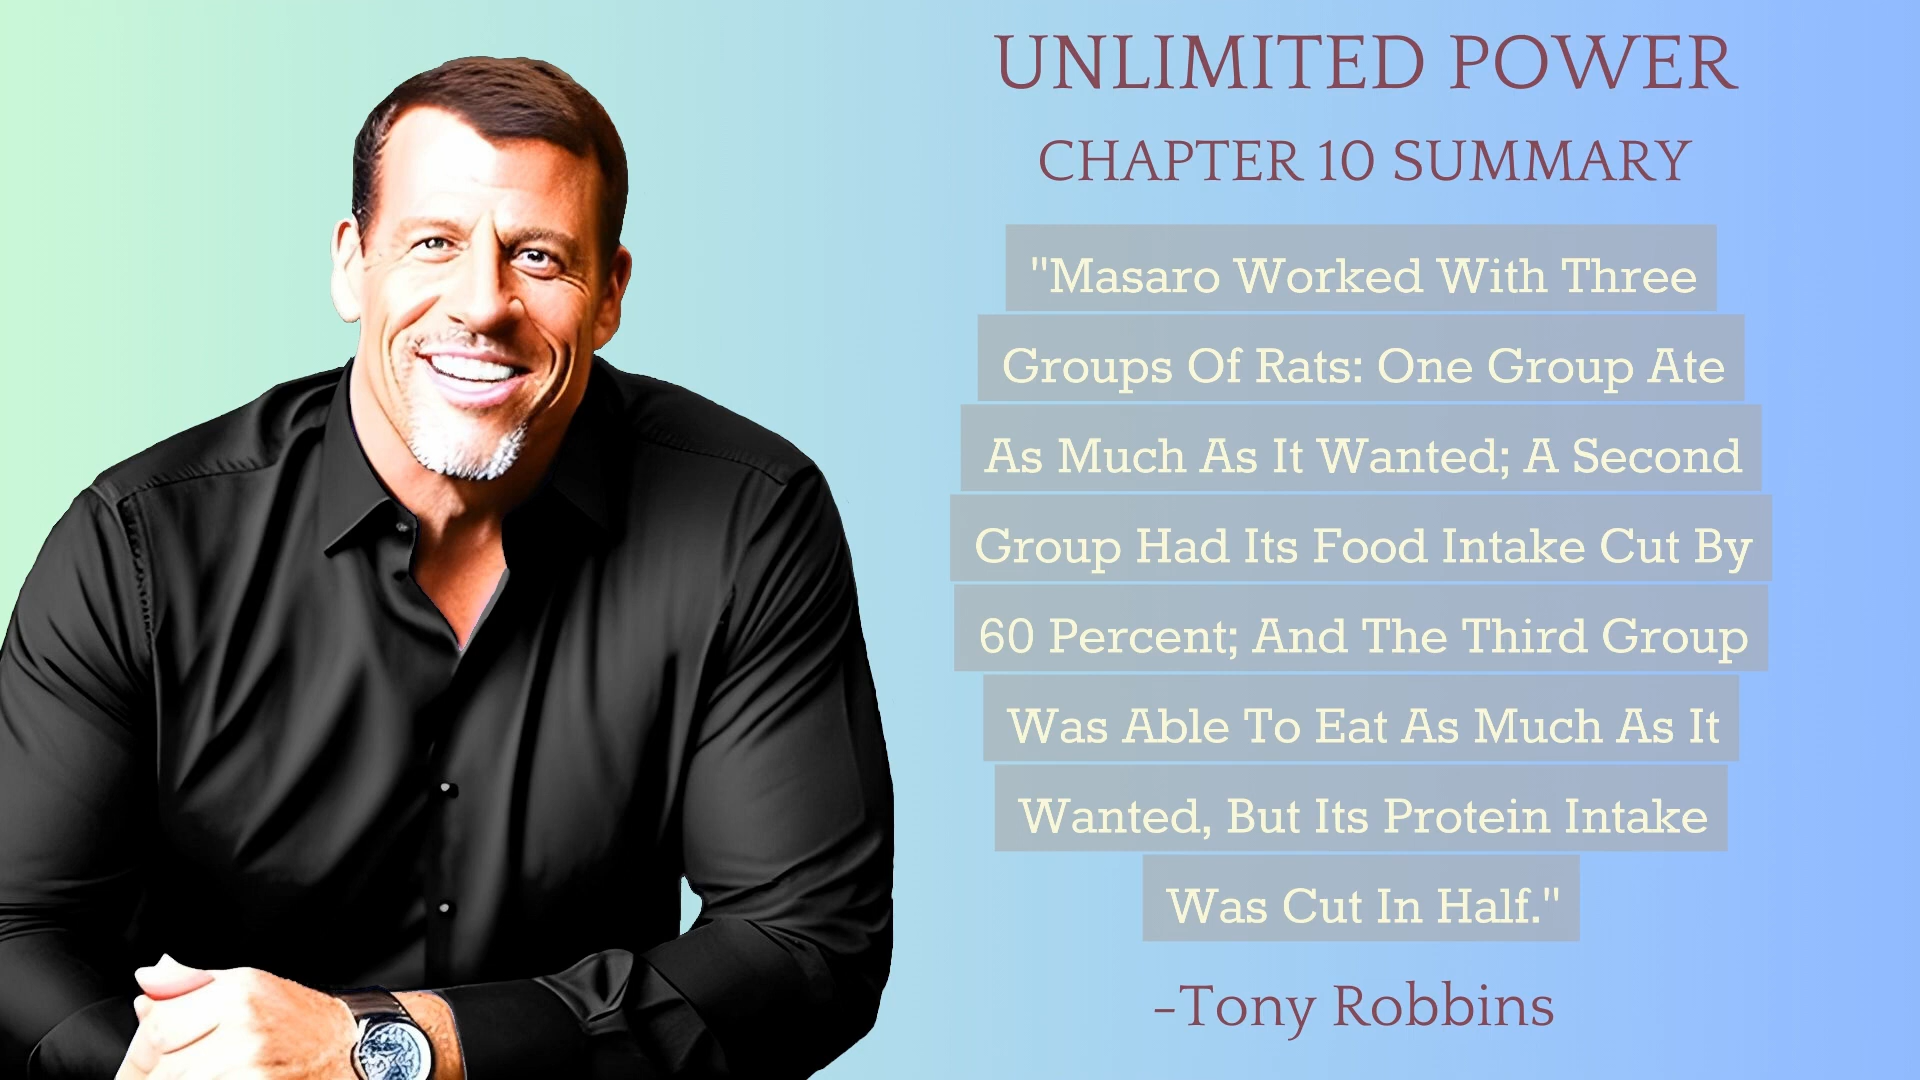 UNLIMITED POWER
CHAPTER 10 SUMMARY
"Masaro Worked With Three
Groups Of Rats: One Group Ate
As Much As It Wanted; A Second
Group Had Its Food Intake Cut By
60 Percent; And The Third Group
Was Able To Eat As Much As It
Wanted, But Its Protein Intake
Was Cut In Half."
-Tony Robbins